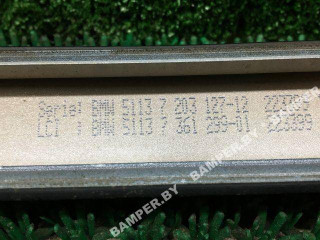 Serie: BMW 5113 7 203 127-12
LCI : BMW 5113 7 361 299-01 223399
BAMPER.BY BAMPER.BY